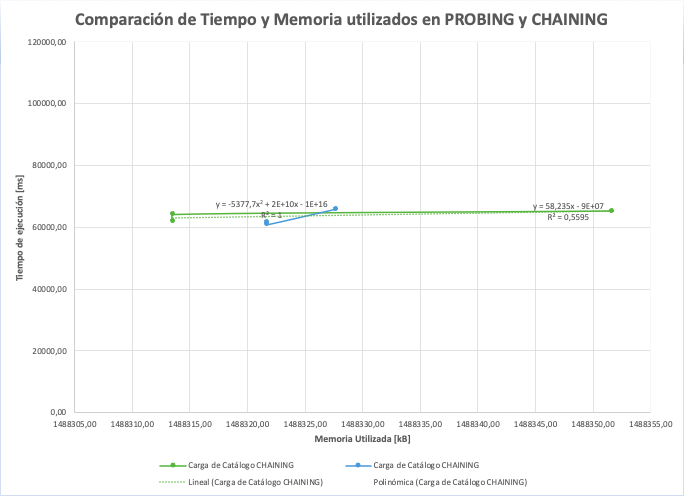 Comparación de Tiempo y Memoria utilizados en PROBING y CHAINING
120000,00
100000,00
80000,00
60000,00
40000,00
20000,00
0,00
Tiempo de ejecución [ms]
y = -5377,7x² + 2E+10x - 1E+16
R² = 1
y = 58,235x - 9E+07
R² = 0,5595
1488305,00 1488310,00 1488315,00 1488320,00 1488325,00 1488330,00 1488335,00 1488340,00 1488345,00 1488350,00 1488355,00
Memoria Utilizada [kB]
Carga de Catálogo CHAINING Carga de Catálogo CHAINING
Lineal (Carga de Catálogo CHAINING) Polinómica (Carga de Catálogo CHAINING)